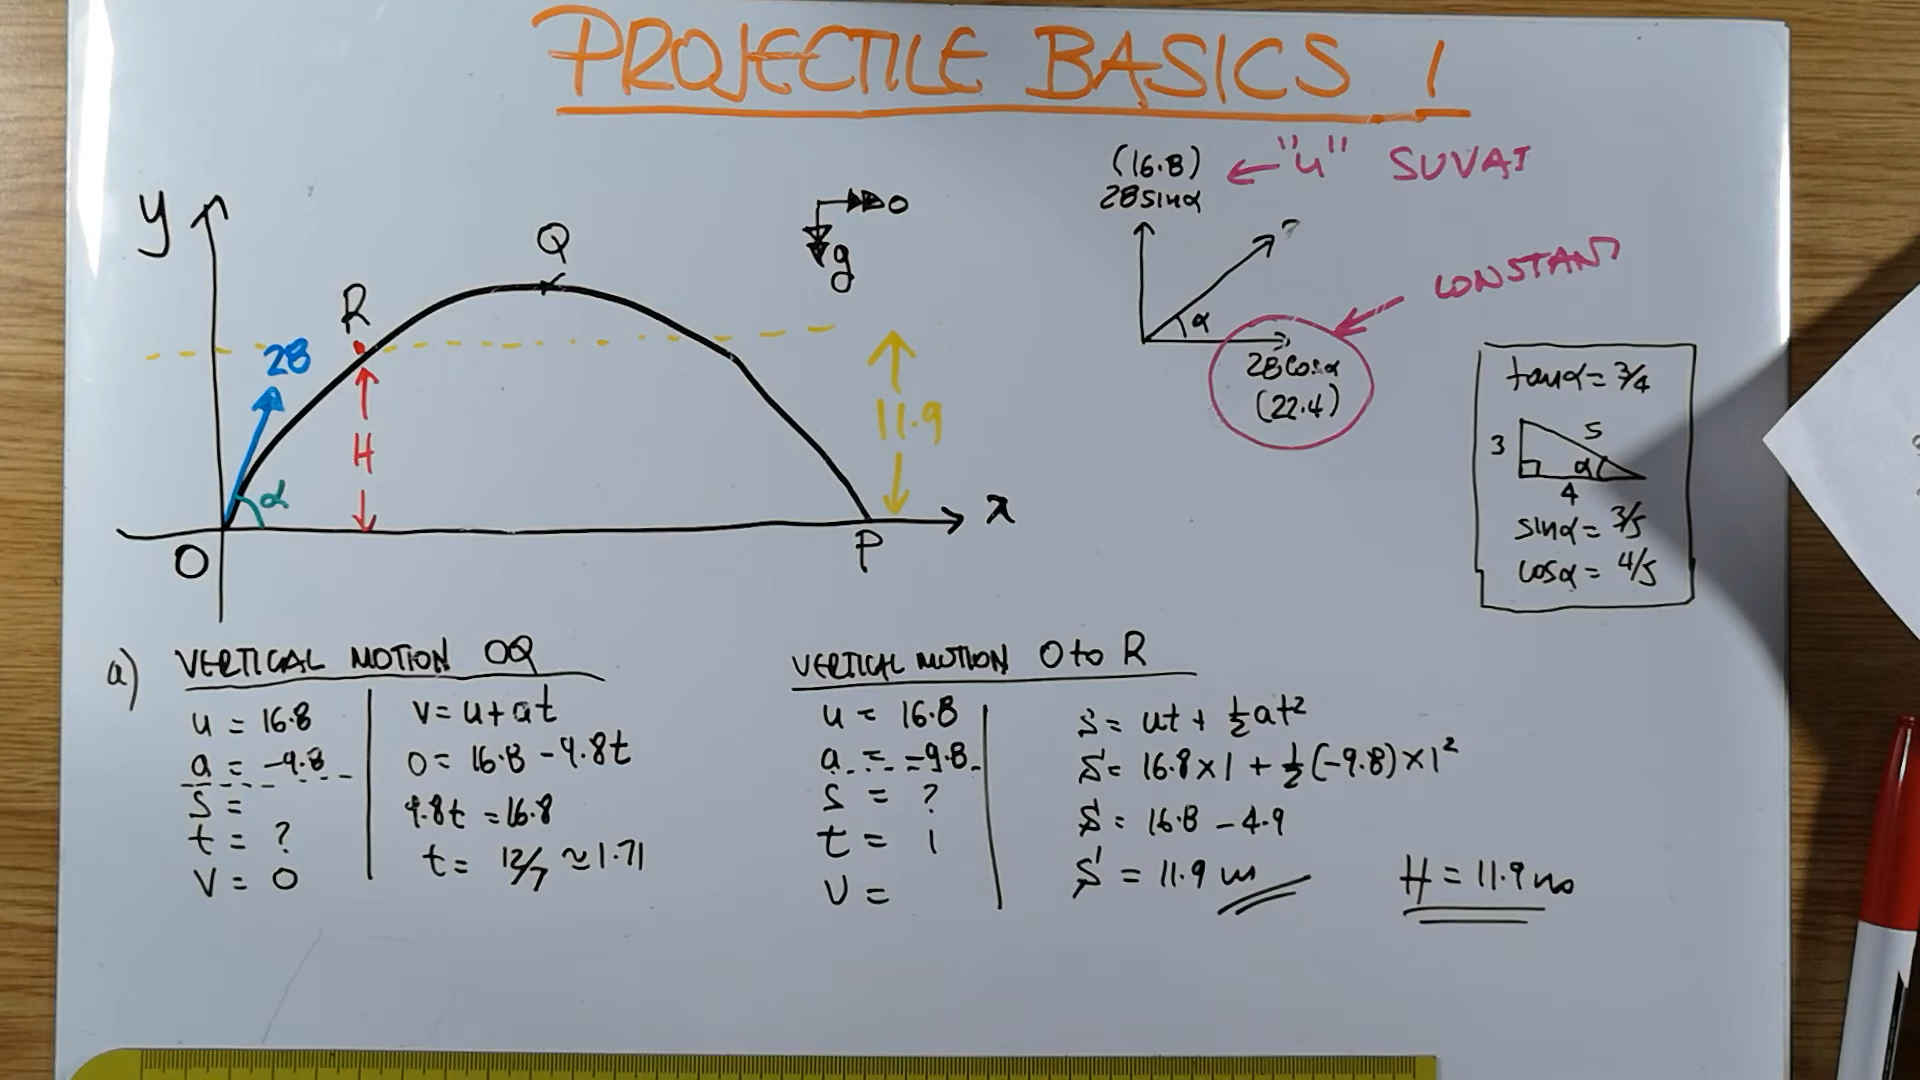 PROJECTILE BASICS 1
(16.8) ← "u" SUVAT
28sinα
y
Q
0
g
R
CONSTANT
28
α
28cosα
(22.4)
tanα = 3/4
11.9
H
3
5
α
4
α
x
sinα = 3/5
O
P
cosα = 4/5
a) VERTICAL MOTION OQ
u = 16.8
a = -9.8
S =
t = ?
V = 0
V = u + at
0 = 16.8 - 9.8t
9.8t = 16.8
t = 12/7 ≈ 1.71
VERTICAL MOTION O to R
u = 16.8
a = -9.8
S = ?
t = 1
V =
S = ut + ½at²
S = 16.8 × 1 + ½(-9.8) × 1²
S = 16.8 - 4.9
S = 11.9 m
H = 11.9 m